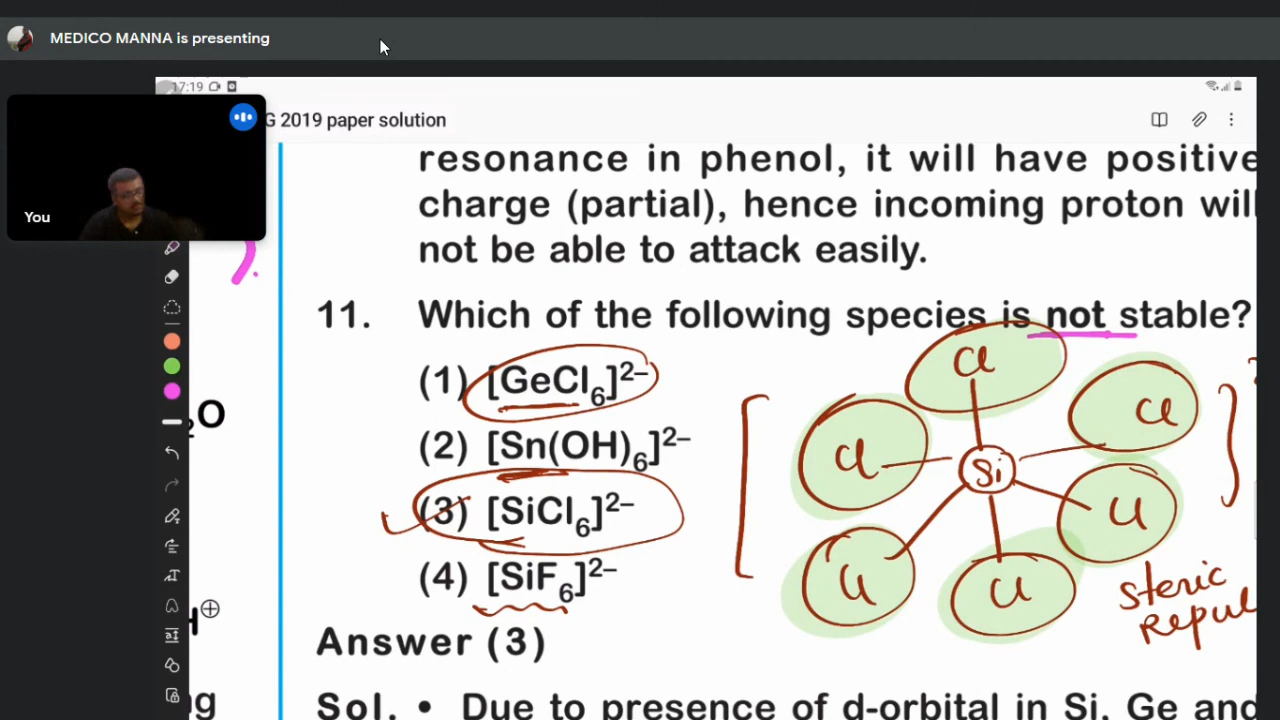 MEDICO MANNA is presenting
17:19
You
G 2019 paper solution
resonance in phenol, it will have positive
charge (partial), hence incoming proton will
not be able to attack easily.
11. Which of the following species is not stable?
(1) [GeCl₆]²⁻
(2) [Sn(OH)₆]²⁻
(3) [SiCl₆]²⁻
(4) [SiF₆]²⁻
Answer (3)
Sol. • Due to presence of d-orbital in Si, Ge and
₂O
H⊕
ng
Cl
Cl
Cl
Si
Cl
Cl
Cl
steric
repul